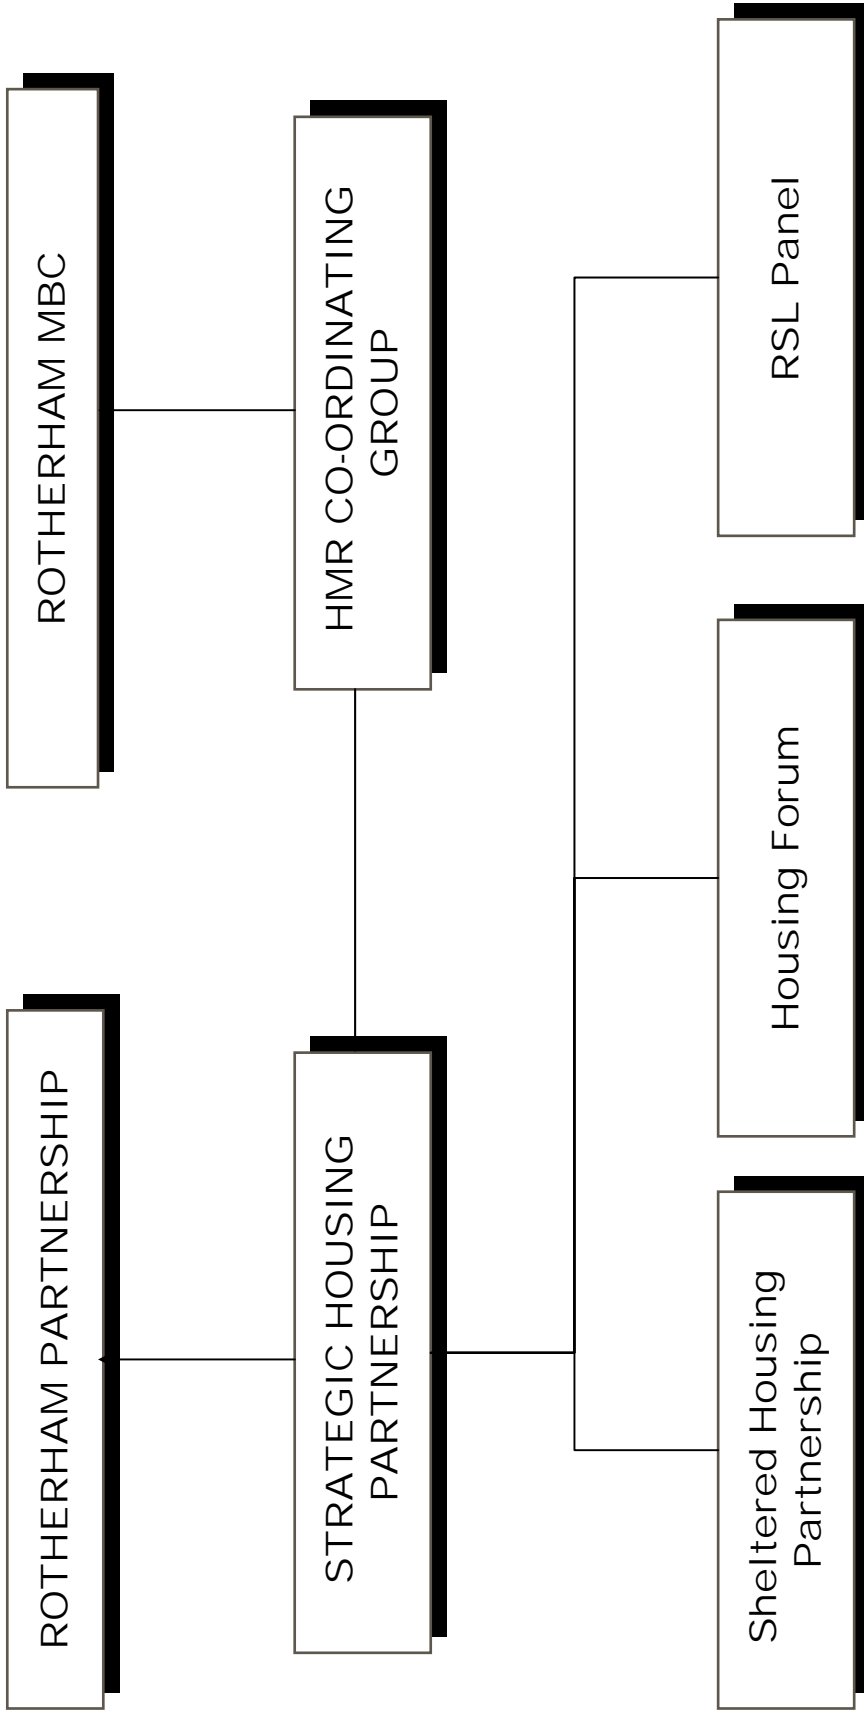 ROTHERHAM PARTNERSHIP
ROTHERHAM MBC
STRATEGIC HOUSING
PARTNERSHIP
HMR CO-ORDINATING
GROUP
Sheltered Housing
Partnership
Housing Forum
RSL Panel